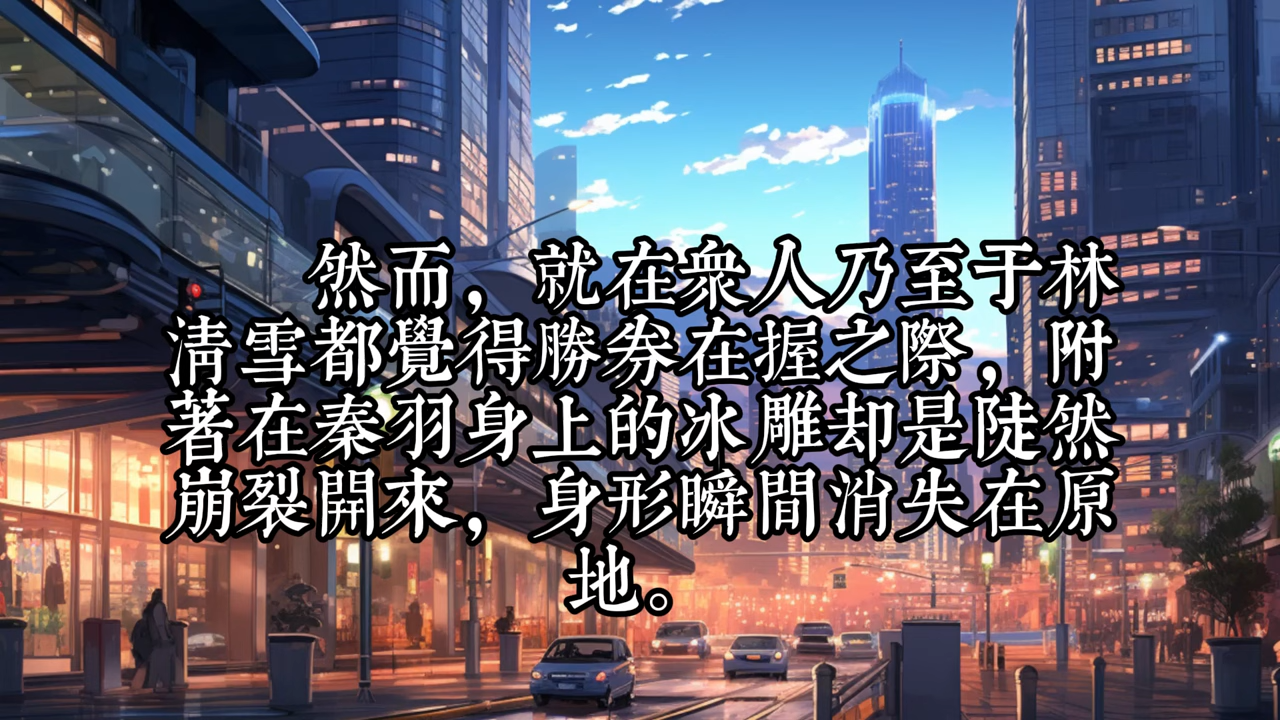 然而，就在衆人乃至于林
清雪都覺得勝券在握之際，附
著在秦羽身上的冰雕却是陡然
崩裂開來，身形瞬間消失在原
地。